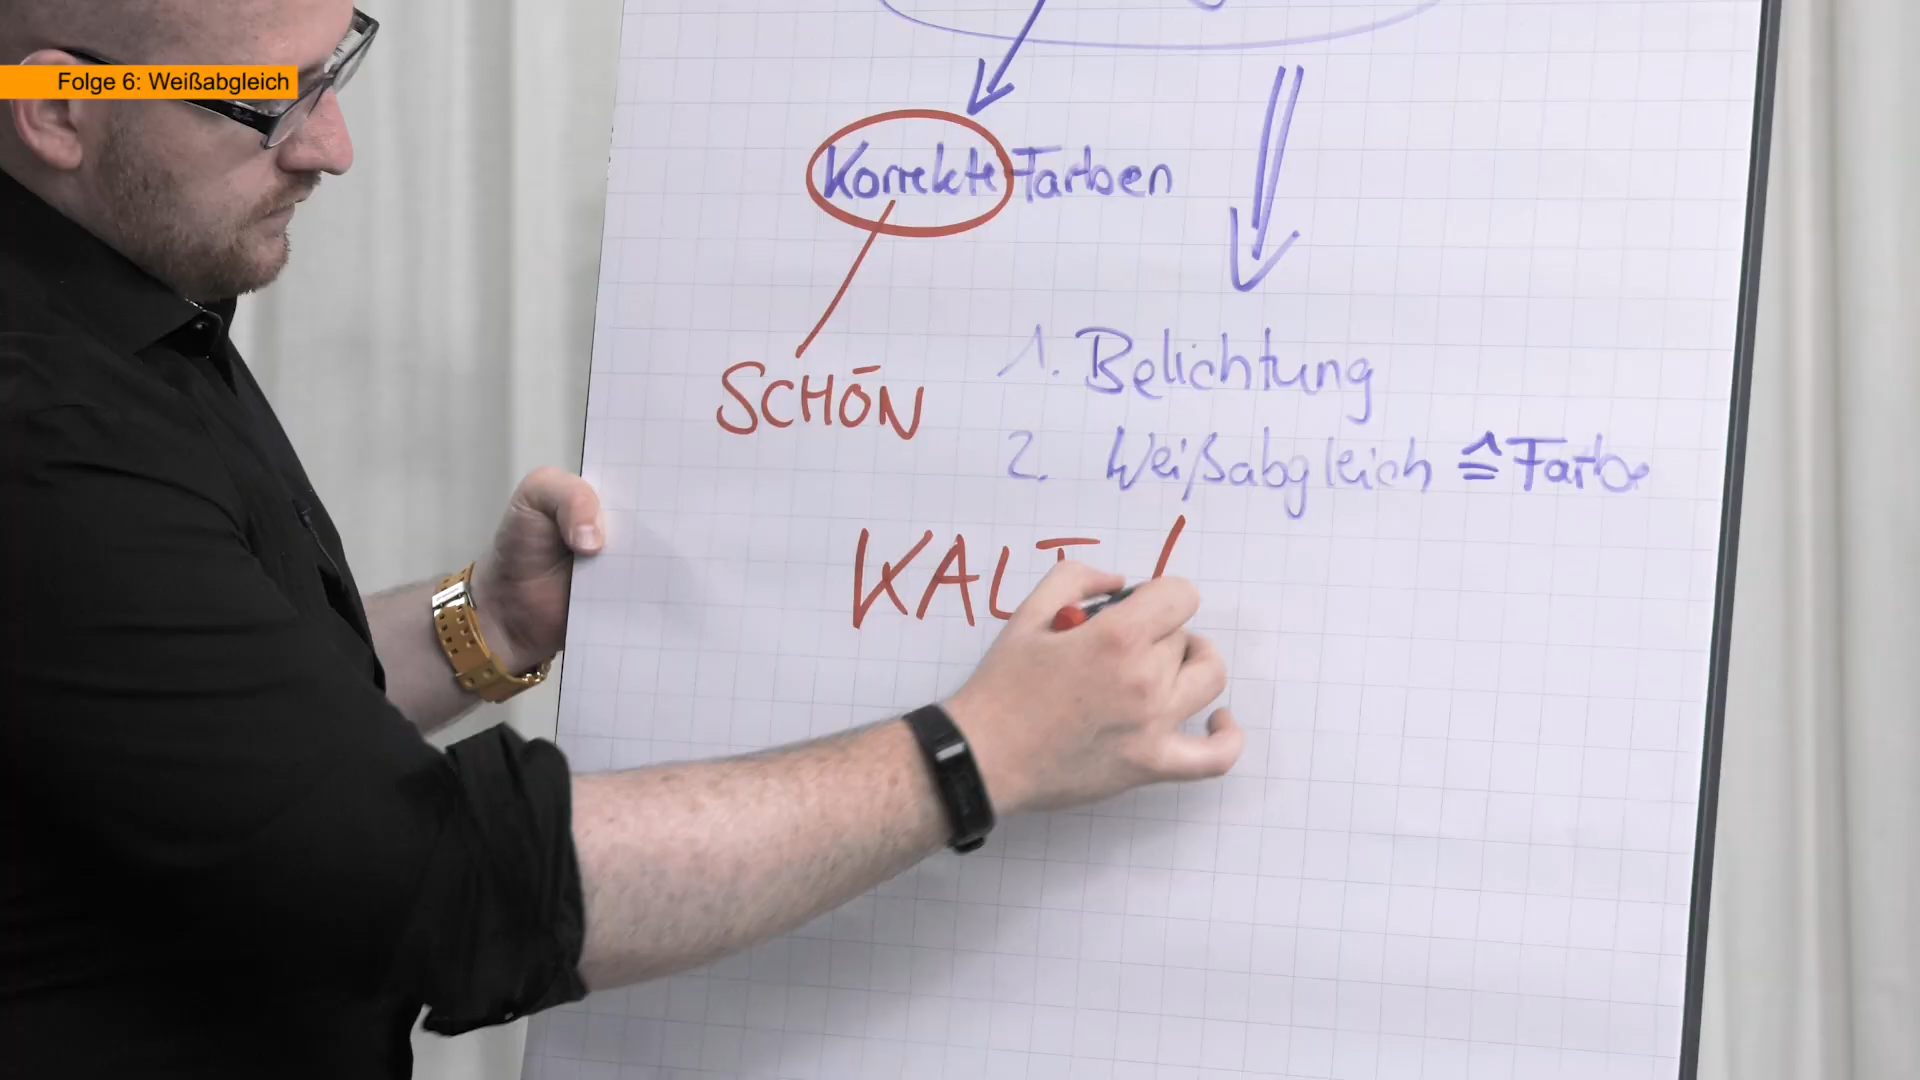 Folge 6: Weißabgleich
Korrekte Farben
SCHÖN
1. Belichtung
2. Weißabgleich ≙ Farbe
KALT /